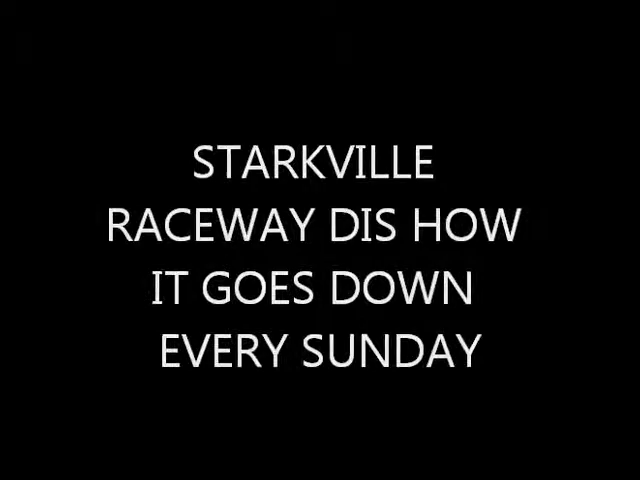 STARKVILLE
RACEWAY DIS HOW
IT GOES DOWN
EVERY SUNDAY